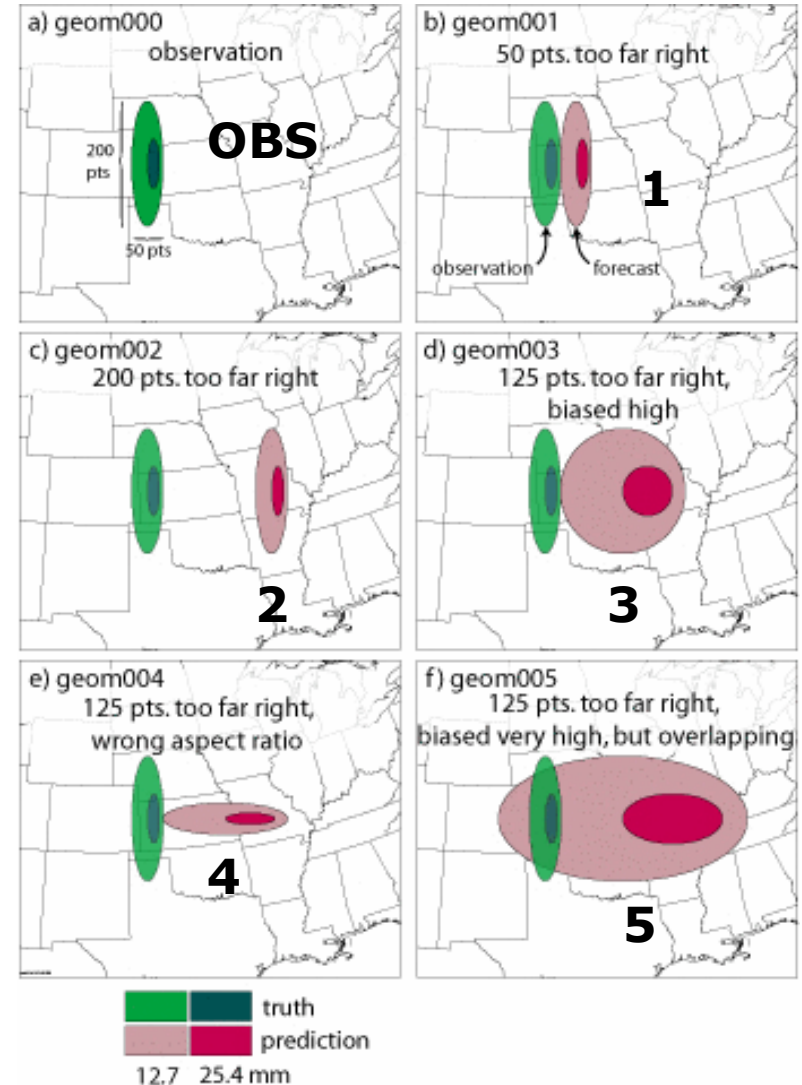 a) geom000
observation
OBS
200
pts
50 pts
b) geom001
50 pts. too far right
1
observation
forecast
c) geom002
200 pts. too far right
2
d) geom003
125 pts. too far right,
biased high
3
e) geom004
125 pts. too far right,
wrong aspect ratio
4
f) geom005
125 pts. too far right,
biased very high, but overlapping
5
truth
prediction
12.7 25.4 mm